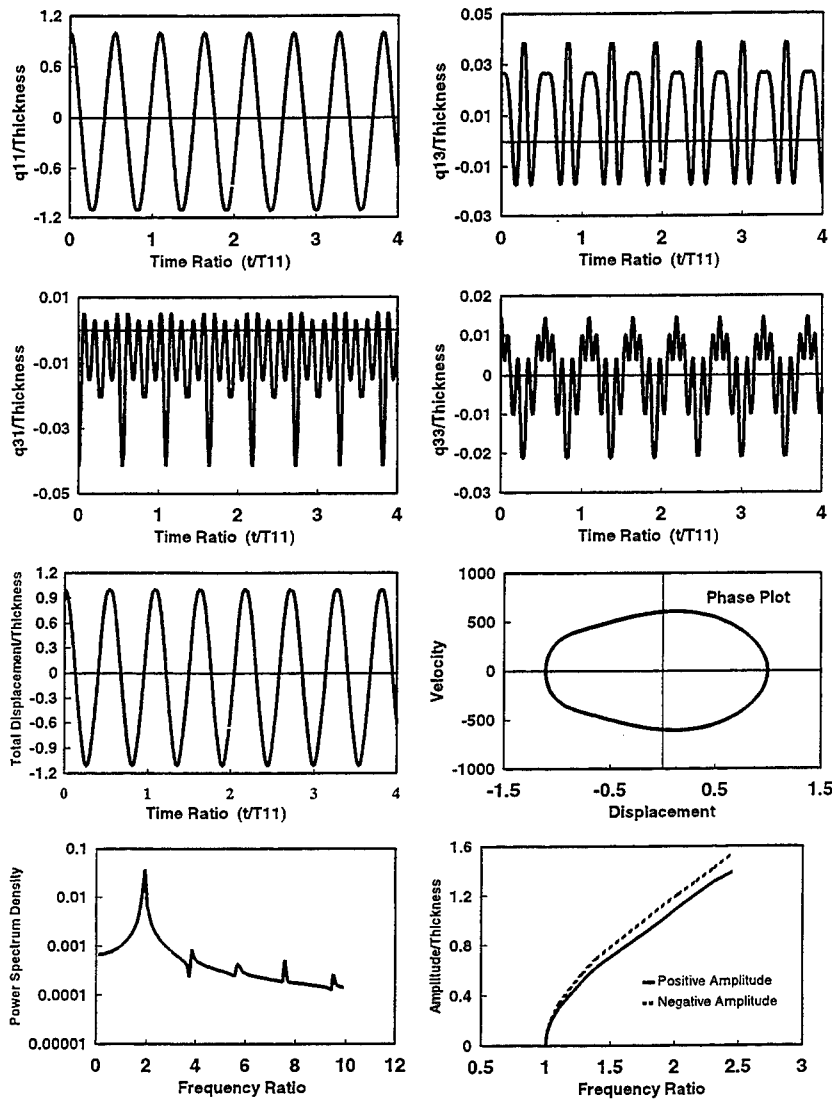 1.2
0.6
0
-0.6
-1.2
q11/Thickness
0 1 2 3 4
Time Ratio (t/T11)
0.05
0.03
0.01
-0.01
-0.03
q13/Thickness
0 1 2 3 4
Time Ratio (t/T11)
0.01
-0.01
-0.03
-0.05
q31/Thickness
0 1 2 3 4
Time Ratio (t/T11)
0.02
0.01
0
-0.01
-0.02
-0.03
q33/Thickness
0 1 2 3 4
Time Ratio (t/T11)
1.2
0.9
0.6
0.3
0
-0.3
-0.6
-0.9
-1.2
Total Displacement/Thickness
0 1 2 3 4
Time Ratio (t/T11)
1000
500
0
-500
-1000
Velocity
Phase Plot
-1.5 -0.5 0.5 1.5
Displacement
0.1
0.01
0.001
0.0001
0.00001
Power Spectrum Density
0 2 4 6 8 10 12
Frequency Ratio
1.6
1.2
0.8
0.4
0
Amplitude/Thickness
Positive Amplitude
Negative Amplitude
0.5 1 1.5 2 2.5 3
Frequency Ratio